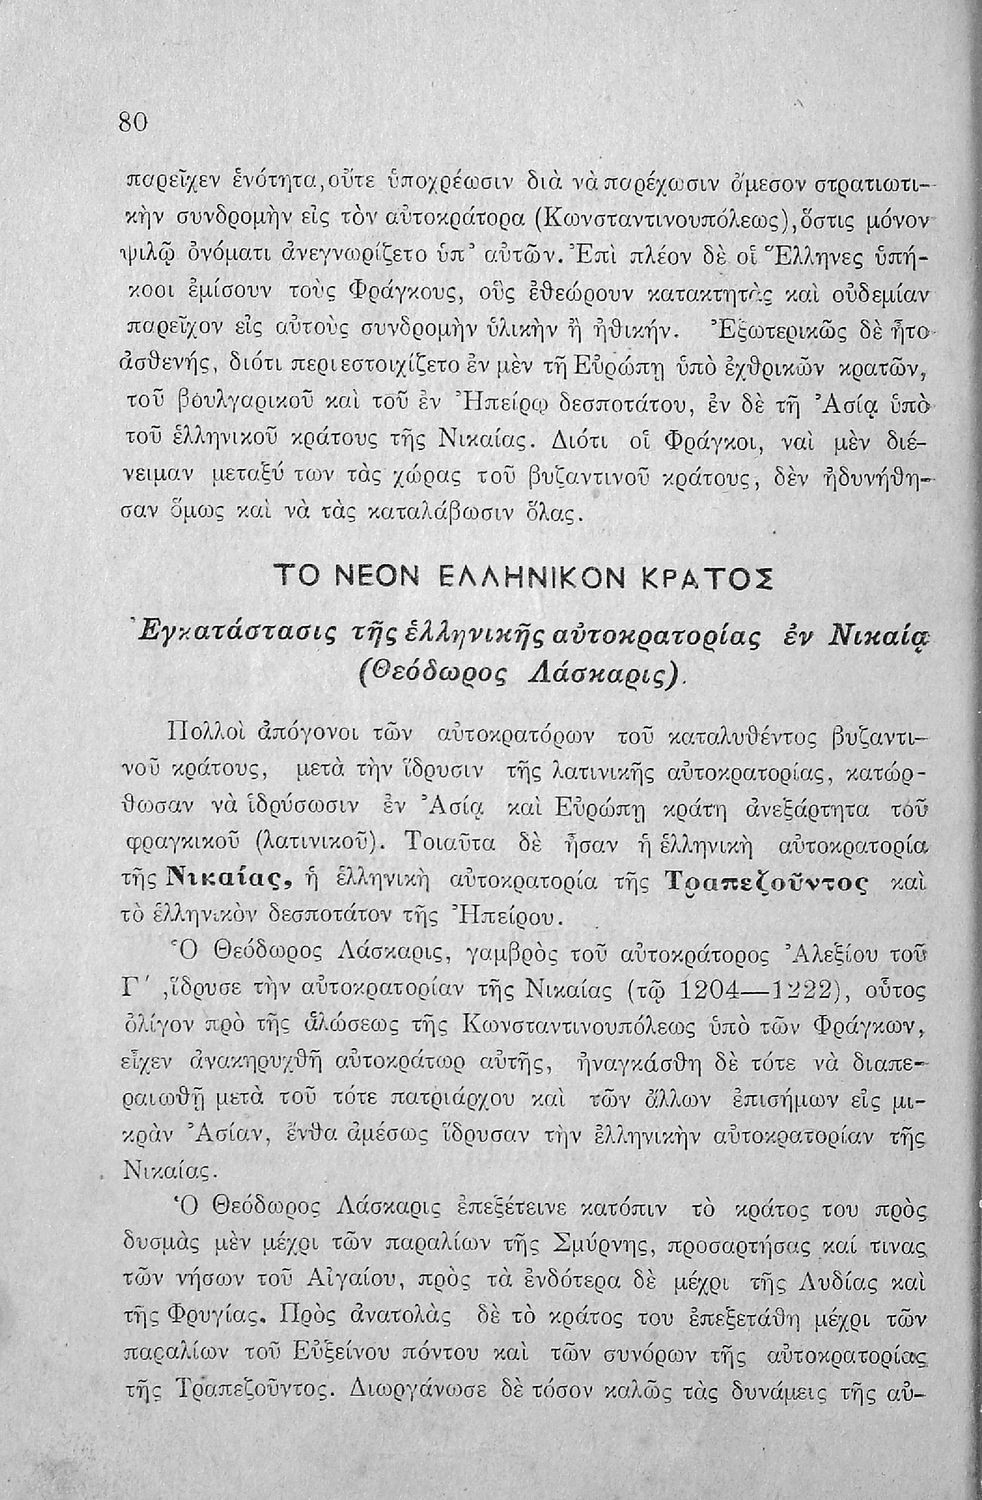 80
παρεῖχεν ἑνότητα, οὔτε ὑποχρέωσιν διὰ νὰ παρέχωσιν ἄμεσον στρατιωτι-
κὴν συνδρομὴν εἰς τὸν αὐτοκράτορα (Κωνσταντινουπόλεως), ὅστις μόνον
ψιλῷ ὀνόματι ἀνεγνωρίζετο ὑπ' αὐτῶν. Ἐπὶ πλέον δὲ οἱ Ἕλληνες ὑπή-
κοοι ἐμίσουν τοὺς Φράγκους, οὓς ἐθεώρουν κατακτητὰς καὶ οὐδεμίαν
παρεῖχον εἰς αὐτοὺς συνδρομὴν ὑλικὴν ἢ ἠθικήν. Ἐξωτερικῶς δὲ ἦτο
ἀσθενής, διότι περιεστοιχίζετο ἐν μὲν τῇ Εὐρώπῃ ὑπὸ ἐχθρικῶν κρατῶν,
τοῦ βουλγαρικοῦ καὶ τοῦ ἐν Ἠπείρῳ δεσποτάτου, ἐν δὲ τῇ Ἀσίᾳ ὑπὸ
τοῦ ἑλληνικοῦ κράτους τῆς Νικαίας. Διότι οἱ Φράγκοι, ναὶ μὲν διέ-
νειμαν μεταξύ των τὰς χώρας τοῦ βυζαντινοῦ κράτους, δὲν ἠδυνήθη-
σαν ὅμως καὶ νὰ τὰς καταλάβωσιν ὅλας.
ΤΟ ΝΕΟΝ ΕΛΛΗΝΙΚΟΝ ΚΡΑΤΟΣ
Ἐγκατάστασις τῆς ἑλληνικῆς αὐτοκρατορίας ἐν Νικαίᾳ
(Θεόδωρος Λάσκαρις).
Πολλοὶ ἀπόγονοι τῶν αὐτοκρατόρων τοῦ καταλυθέντος βυζαντι-
νοῦ κράτους, μετὰ τὴν ἵδρυσιν τῆς λατινικῆς αὐτοκρατορίας, κατώρ-
θωσαν νὰ ἱδρύσωσιν ἐν Ἀσίᾳ καὶ Εὐρώπῃ κράτη ἀνεξάρτητα τοῦ
φραγκικοῦ (λατινικοῦ). Τοιαῦτα δὲ ἦσαν ἡ ἑλληνικὴ αὐτοκρατορία
τῆς Νικαίας, ἡ ἑλληνικὴ αὐτοκρατορία τῆς Τραπεζοῦντος καὶ
τὸ ἑλληνικὸν δεσποτάτον τῆς Ἠπείρου.
Ὁ Θεόδωρος Λάσκαρις, γαμβρὸς τοῦ αὐτοκράτορος Ἀλεξίου τοῦ
Γ΄, ἵδρυσε τὴν αὐτοκρατορίαν τῆς Νικαίας (τῷ 1204—1222), οὗτος
ὀλίγον πρὸ τῆς ἁλώσεως τῆς Κωνσταντινουπόλεως ὑπὸ τῶν Φράγκων,
εἶχεν ἀνακηρυχθῆ αὐτοκράτωρ αὐτῆς, ἠναγκάσθη δὲ τότε νὰ διαπε-
ραιωθῇ μετὰ τοῦ τότε πατριάρχου καὶ τῶν ἄλλων ἐπισήμων εἰς μι-
κρὰν Ἀσίαν, ἔνθα ἀμέσως ἵδρυσαν τὴν ἑλληνικὴν αὐτοκρατορίαν τῆς
Νικαίας.
Ὁ Θεόδωρος Λάσκαρις ἐπεξέτεινε κατόπιν τὸ κράτος του πρὸς
δυσμὰς μὲν μέχρι τῶν παραλίων τῆς Σμύρνης, προσαρτήσας καί τινας
τῶν νήσων τοῦ Αἰγαίου, πρὸς τὰ ἐνδότερα δὲ μέχρι τῆς Λυδίας καὶ
τῆς Φρυγίας. Πρὸς ἀνατολὰς δὲ τὸ κράτος του ἐπεξετάθη μέχρι τῶν
παραλίων τοῦ Εὐξείνου πόντου καὶ τῶν συνόρων τῆς αὐτοκρατορίας
τῆς Τραπεζοῦντος. Διωργάνωσε δὲ τόσον καλῶς τὰς δυνάμεις τῆς αὐ-